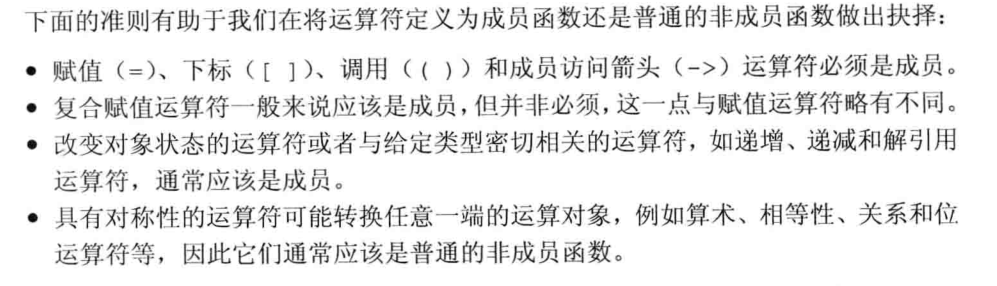 下面的准则有助于我们在将运算符定义为成员函数还是普通的非成员函数做出抉择：
● 赋值（=）、下标（[ ]）、调用（( )）和成员访问箭头（->）运算符必须是成员。
● 复合赋值运算符一般来说应该是成员，但并非必须，这一点与赋值运算符略有不同。
● 改变对象状态的运算符或者与给定类型密切相关的运算符，如递增、递减和解引用
运算符，通常应该是成员。
● 具有对称性的运算符可能转换任意一端的运算对象，例如算术、相等性、关系和位
运算符等，因此它们通常应该是普通的非成员函数。